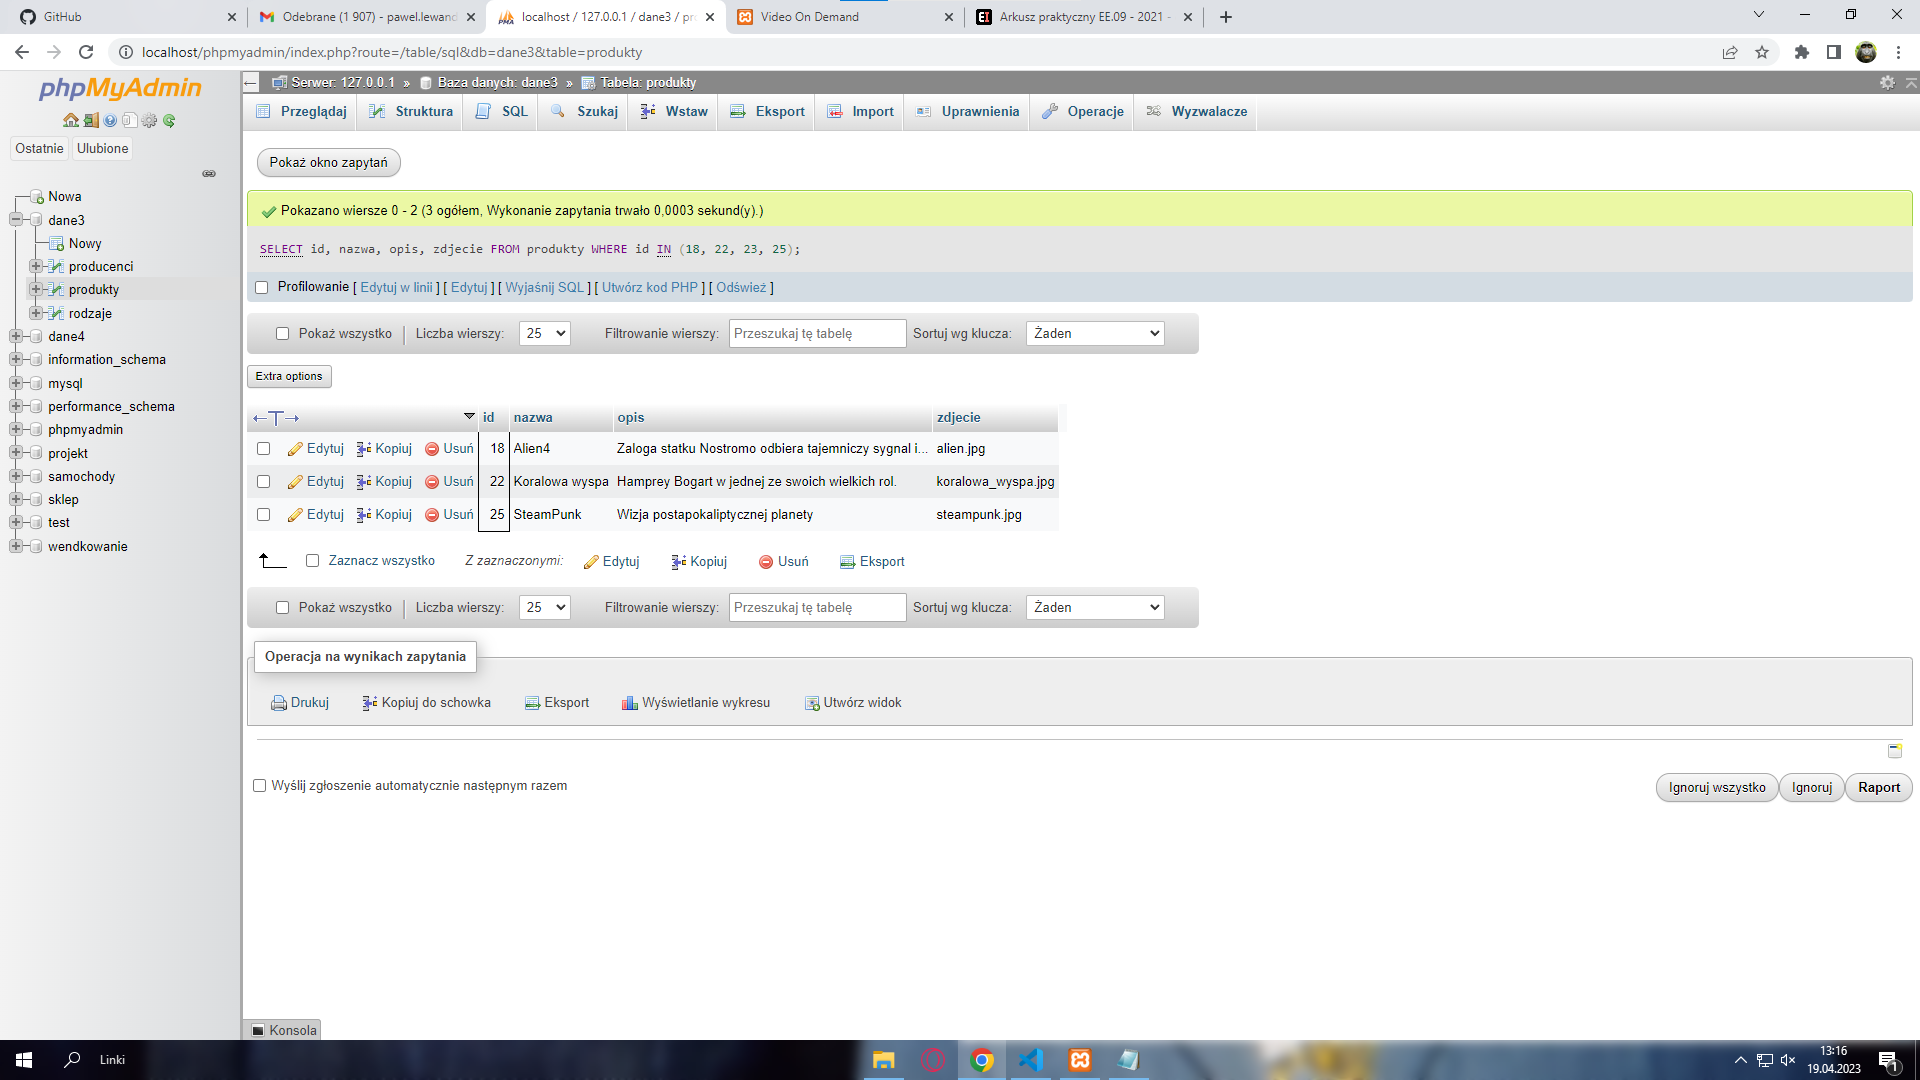 GitHub
Odebrane (1 907) - pawel.lewand
localhost / 127.0.0.1 / dane3 / pro
Video On Demand
EI Arkusz praktyczny EE.09 - 2021 -
localhost/phpmyadmin/index.php?route=/table/sql&db=dane3&table=produkty
phpMyAdmin
Ostatnie Ulubione
Nowa
dane3
Nowy
producenci
produkty
rodzaje
dane4
information_schema
mysql
performance_schema
phpmyadmin
projekt
samochody
sklep
test
wendkowanie
Serwer: 127.0.0.1 » Baza danych: dane3 » Tabela: produkty
Przeglądaj Struktura SQL Szukaj Wstaw Eksport Import Uprawnienia Operacje Wyzwalacze
Pokaż okno zapytań
Pokazano wiersze 0 - 2 (3 ogółem, Wykonanie zapytania trwało 0,0003 sekund(y).)
SELECT id, nazwa, opis, zdjecie FROM produkty WHERE id IN (18, 22, 23, 25);
Profilowanie [ Edytuj w linii ] [ Edytuj ] [ Wyjaśnij SQL ] [ Utwórz kod PHP ] [ Odśwież ]
Pokaż wszystko | Liczba wierszy: 25 Filtrowanie wierszy: Przeszukaj tę tabelę Sortuj wg klucza: Żaden
Extra options
←T→ id nazwa opis zdjecie
Edytuj Kopiuj Usuń 18 Alien4 Zaloga statku Nostromo odbiera tajemniczy sygnal i... alien.jpg
Edytuj Kopiuj Usuń 22 Koralowa wyspa Hamprey Bogart w jednej ze swoich wielkich rol. koralowa_wyspa.jpg
Edytuj Kopiuj Usuń 25 SteamPunk Wizja postapokaliptycznej planety steampunk.jpg
Zaznacz wszystko Z zaznaczonymi: Edytuj Kopiuj Usuń Eksport
Pokaż wszystko | Liczba wierszy: 25 Filtrowanie wierszy: Przeszukaj tę tabelę Sortuj wg klucza: Żaden
Operacja na wynikach zapytania
Drukuj Kopiuj do schowka Eksport Wyświetlanie wykresu Utwórz widok
Wyślij zgłoszenie automatycznie następnym razem
Ignoruj wszystko Ignoruj Raport
Konsola
Linki
13:16
19.04.2023
1